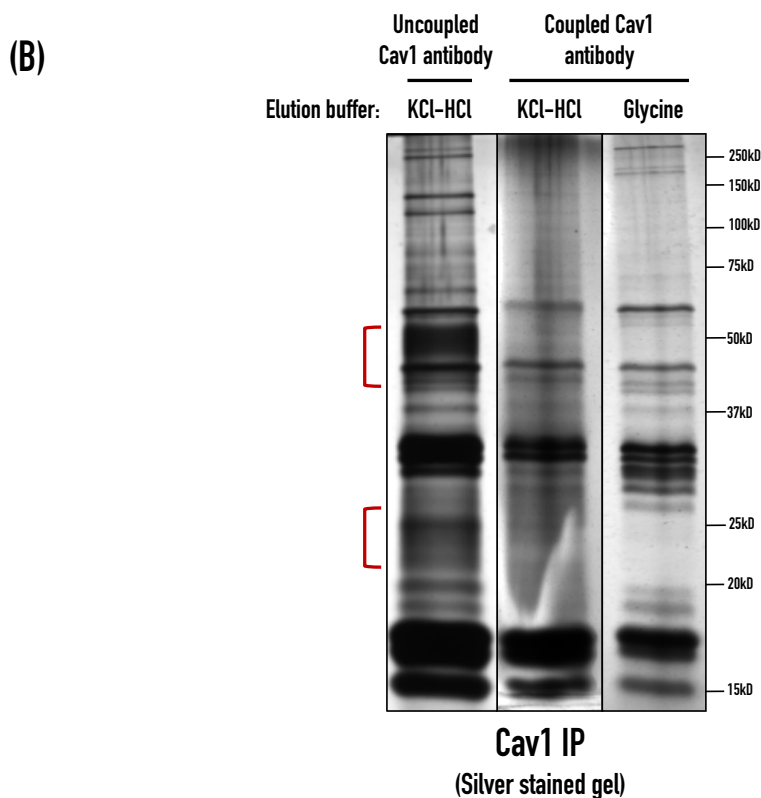 (B)
Uncoupled
Cav1 antibody
Coupled Cav1
antibody
Elution buffer:
KCl-HCl
KCl-HCl
Glycine
250kD
150kD
100kD
75kD
50kD
37kD
25kD
20kD
15kD
Cav1 IP
(Silver stained gel)